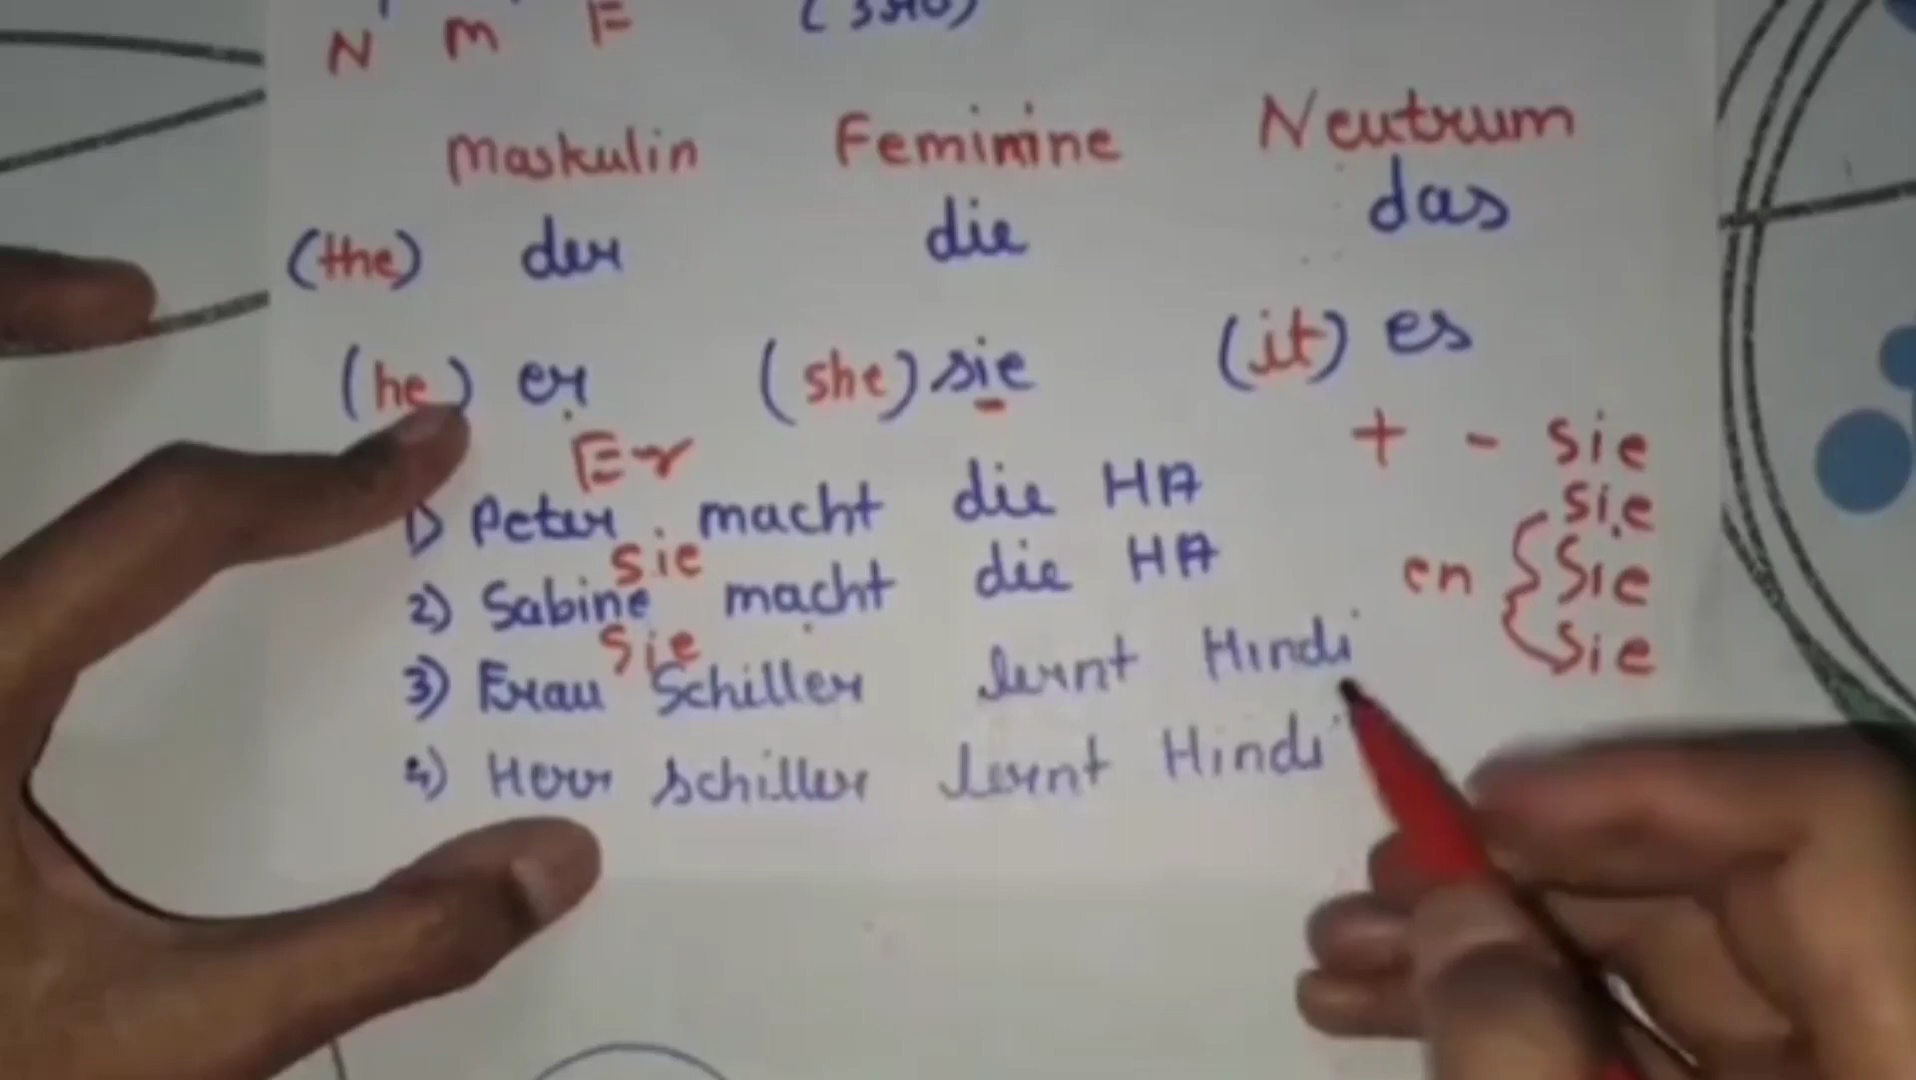 N M F
Maskulin Feminine Neutrum
(the) der die das
(he) er (she) sie (it) es
+ - sie
Er
1) Peter macht die HA
sie
sie
2) Sabine macht die HA
en { Sie
Sie
3) Frau Schiller lernt Hindi
sie
4) Herr Schiller lernt Hindi